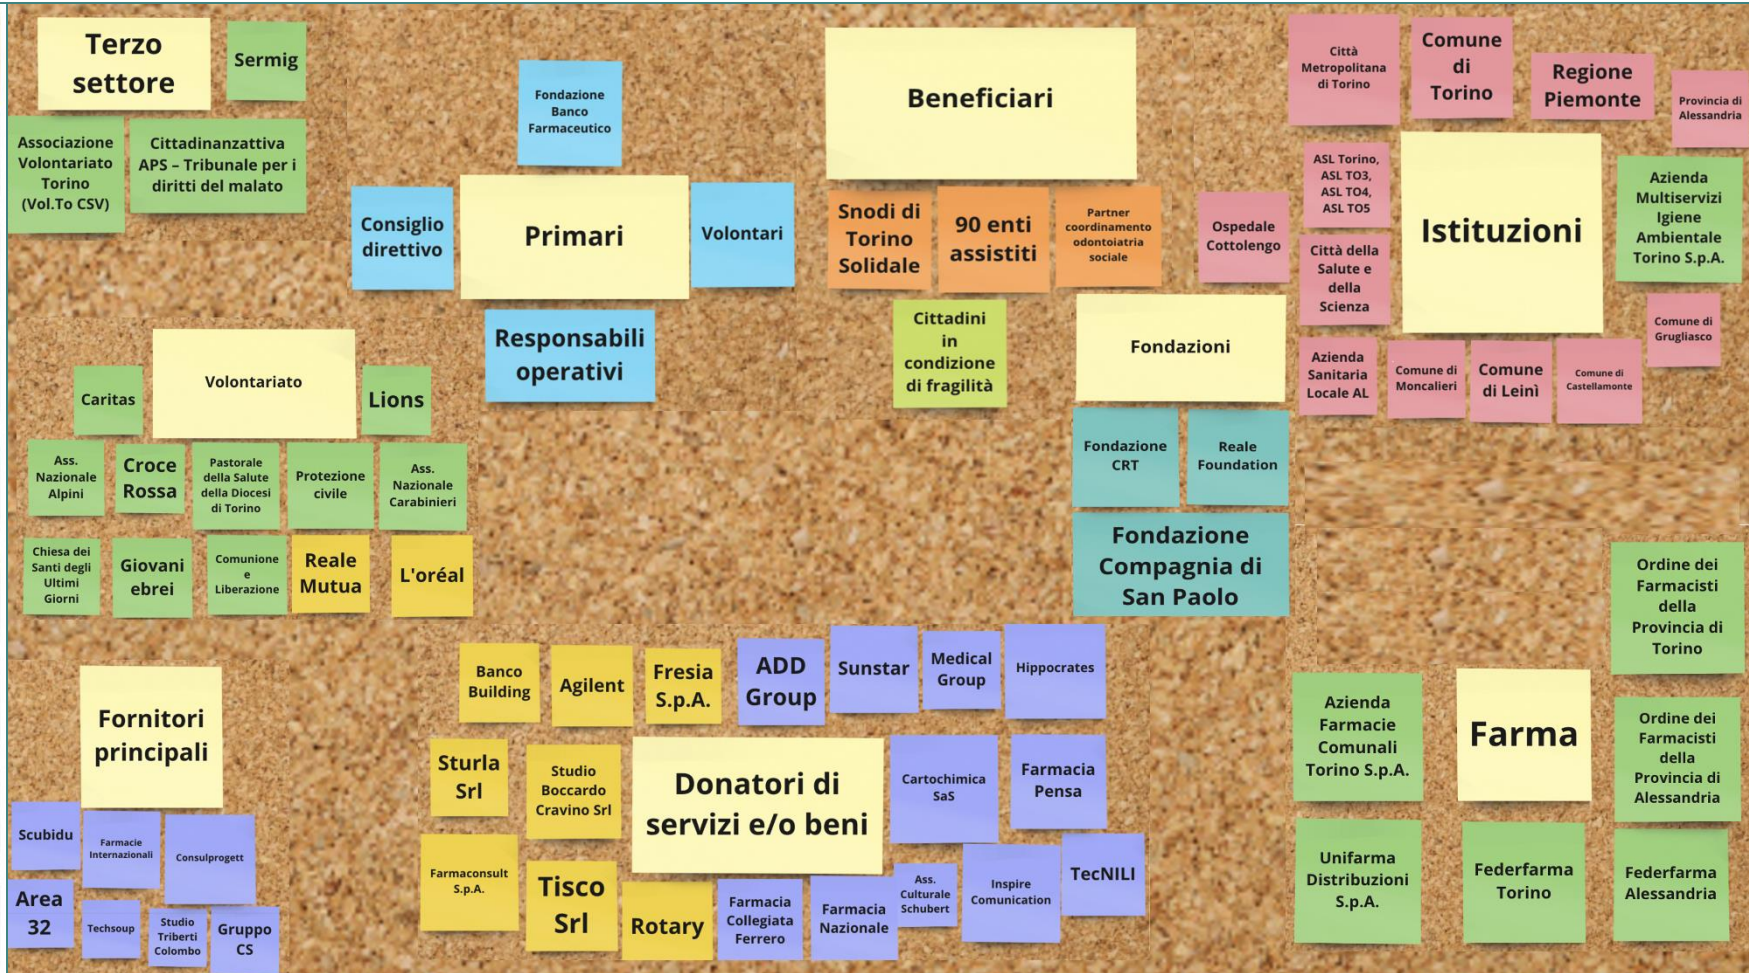 Terzo
settore
Sermig
Associazione
Volontariato
Torino
(Vol.To CSV)
Cittadinanzattiva
APS – Tribunale per i
diritti del malato
Fondazione
Banco
Farmaceutico
Consiglio
direttivo
Primari
Volontari
Responsabili
operativi
Beneficiari
Snodi di
Torino
Solidale
90 enti
assistiti
Partner
coordinamento
odontoiatria
sociale
Cittadini
in
condizione
di fragilità
Città
Metropolitana
di Torino
Comune
di
Torino
Regione
Piemonte
Provincia di
Alessandria
ASL Torino,
ASL TO3,
ASL TO4,
ASL TO5
Istituzioni
Azienda
Multiservizi
Igiene
Ambientale
Torino S.p.A.
Ospedale
Cottolengo
Città della
Salute e
della
Scienza
Comune di
Grugliasco
Azienda
Sanitaria
Locale AL
Comune di
Moncalieri
Comune
di Leinì
Comune di
Castellamonte
Fondazioni
Fondazione
CRT
Reale
Foundation
Fondazione
Compagnia di
San Paolo
Volontariato
Caritas
Lions
Ass.
Nazionale
Alpini
Croce
Rossa
Pastorale
della Salute
della Diocesi
di Torino
Protezione
civile
Ass.
Nazionale
Carabinieri
Chiesa dei
Santi degli
Ultimi
Giorni
Giovani
ebrei
Comunione
e
Liberazione
Reale
Mutua
L'oréal
Fornitori
principali
Scubidu
Farmacie
Internazionali
Consulprogett
Area
32
Techsoup
Studio
Triberti
Colombo
Gruppo
CS
Banco
Building
Agilent
Fresia
S.p.A.
ADD
Group
Sunstar
Medical
Group
Hippocrates
Sturla
Srl
Studio
Boccardo
Cravino Srl
Donatori di
servizi e/o beni
Cartochimica
SaS
Farmacia
Pensa
Farmaconsult
S.p.A.
Tisco
Srl
Rotary
Farmacia
Collegiata
Ferrero
Farmacia
Nazionale
Ass.
Culturale
Schubert
Inspire
Comunication
TecNILI
Ordine dei
Farmacisti
della
Provincia di
Torino
Azienda
Farmacie
Comunali
Torino S.p.A.
Farma
Ordine dei
Farmacisti
della
Provincia di
Alessandria
Unifarma
Distribuzioni
S.p.A.
Federfarma
Torino
Federfarma
Alessandria